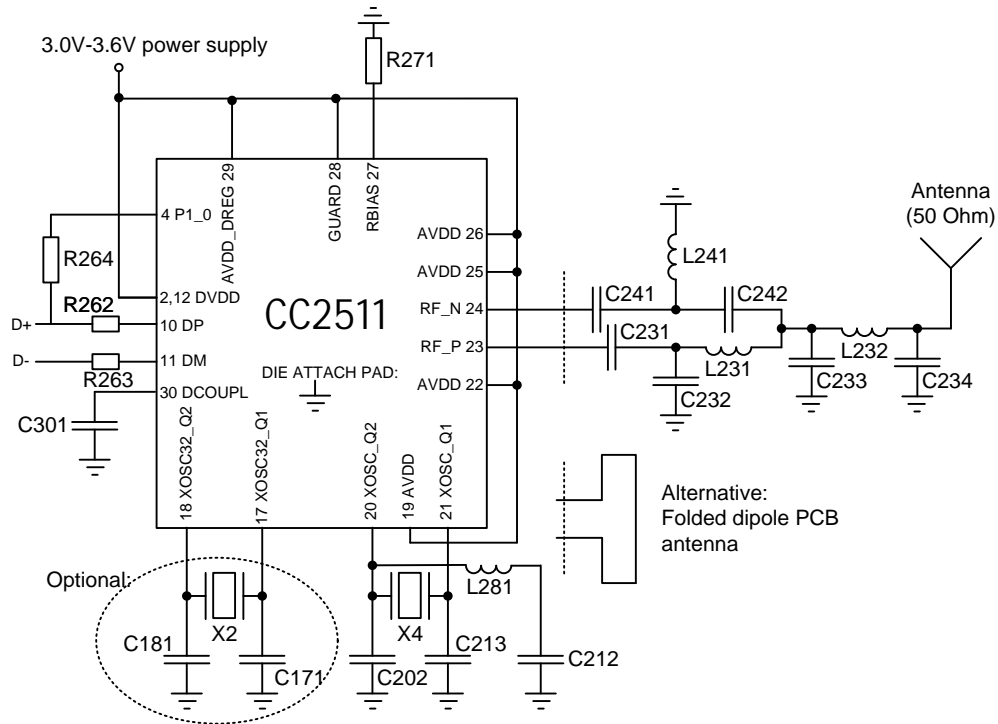 3.0V-3.6V power supply
R271
AVDD_DREG 29
GUARD 28
RBIAS 27
Antenna
(50 Ohm)
4 P1_0
AVDD 26
L241
R264
AVDD 25
R262
2,12 DVDD
CC2511
RF_N 24
C241
C242
D+
10 DP
C231
D-
11 DM
RF_P 23
L231
L232
R263
DIE ATTACH PAD:
C233
C234
30 DCOUPL
AVDD 22
C232
C301
18 XOSC32_Q2
17 XOSC32_Q1
20 XOSC_Q2
19 AVDD
21 XOSC_Q1
Alternative:
Folded dipole PCB
antenna
Optional:
L281
X2
X4
C181
C171
C202
C213
C212